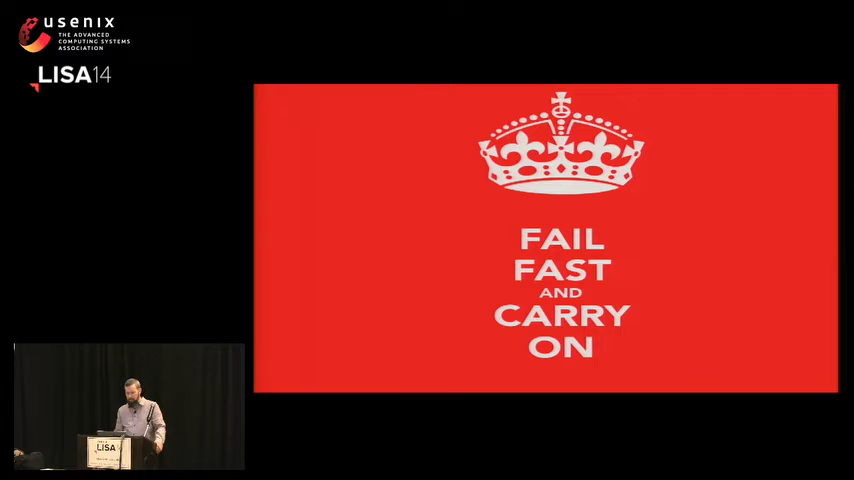 usenix
THE ADVANCED
COMPUTING SYSTEMS
ASSOCIATION
LISA14
FAIL
FAST
AND
CARRY
ON
LISA